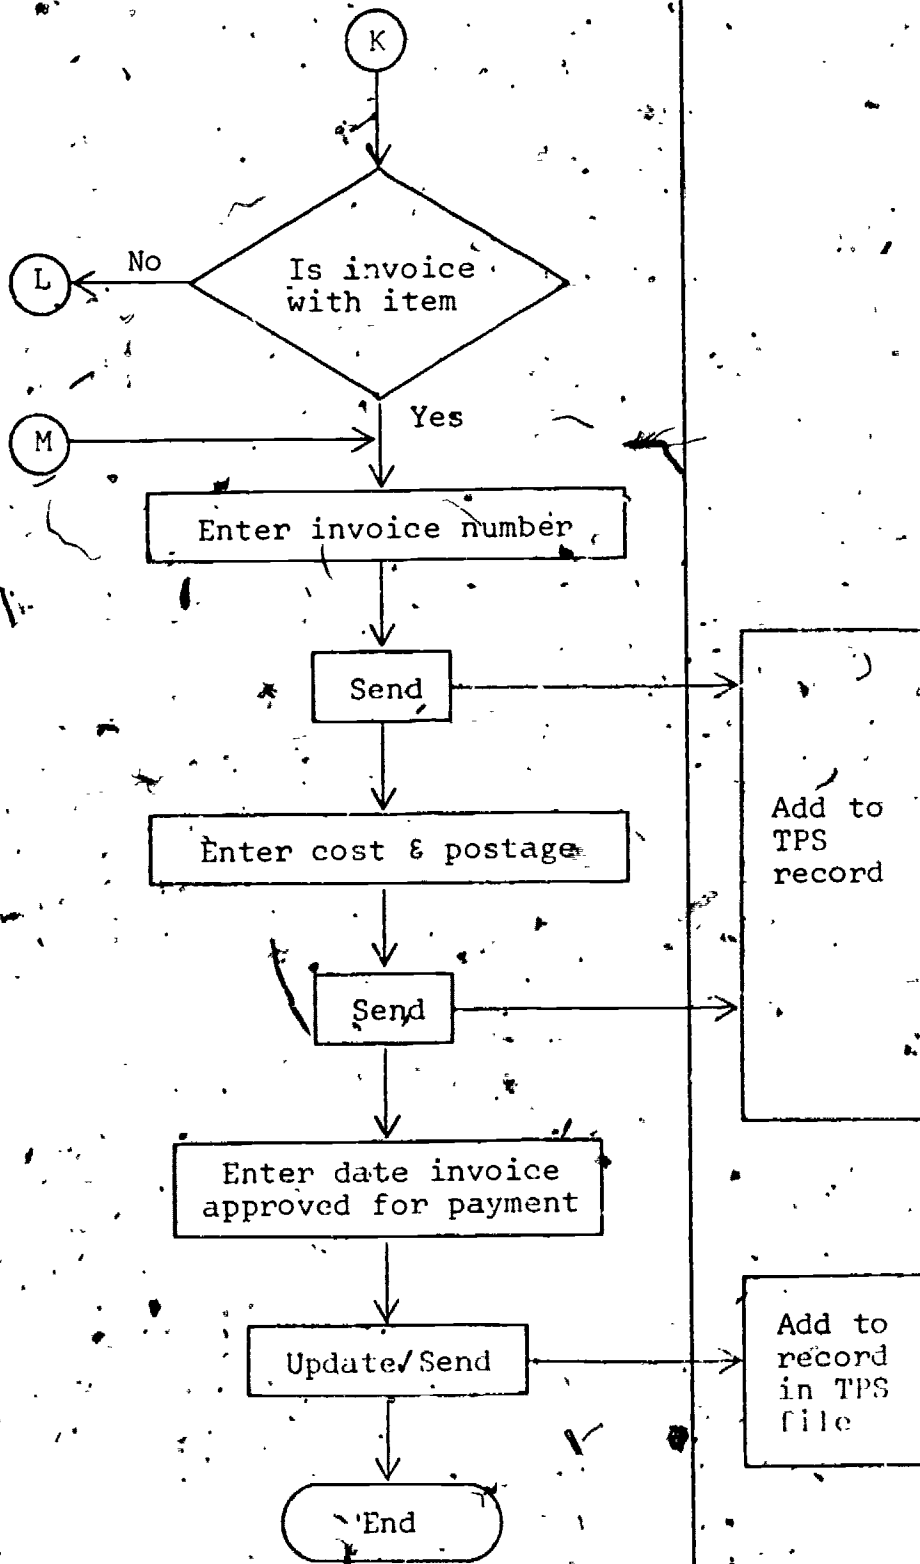 K
No
L
Is invoice
with item
Yes
M
Enter invoice number
Send
Enter cost & postage
Add to
TPS
record
Send
Enter date invoice
approved for payment
Update/Send
Add to
record
in TPS
file
End